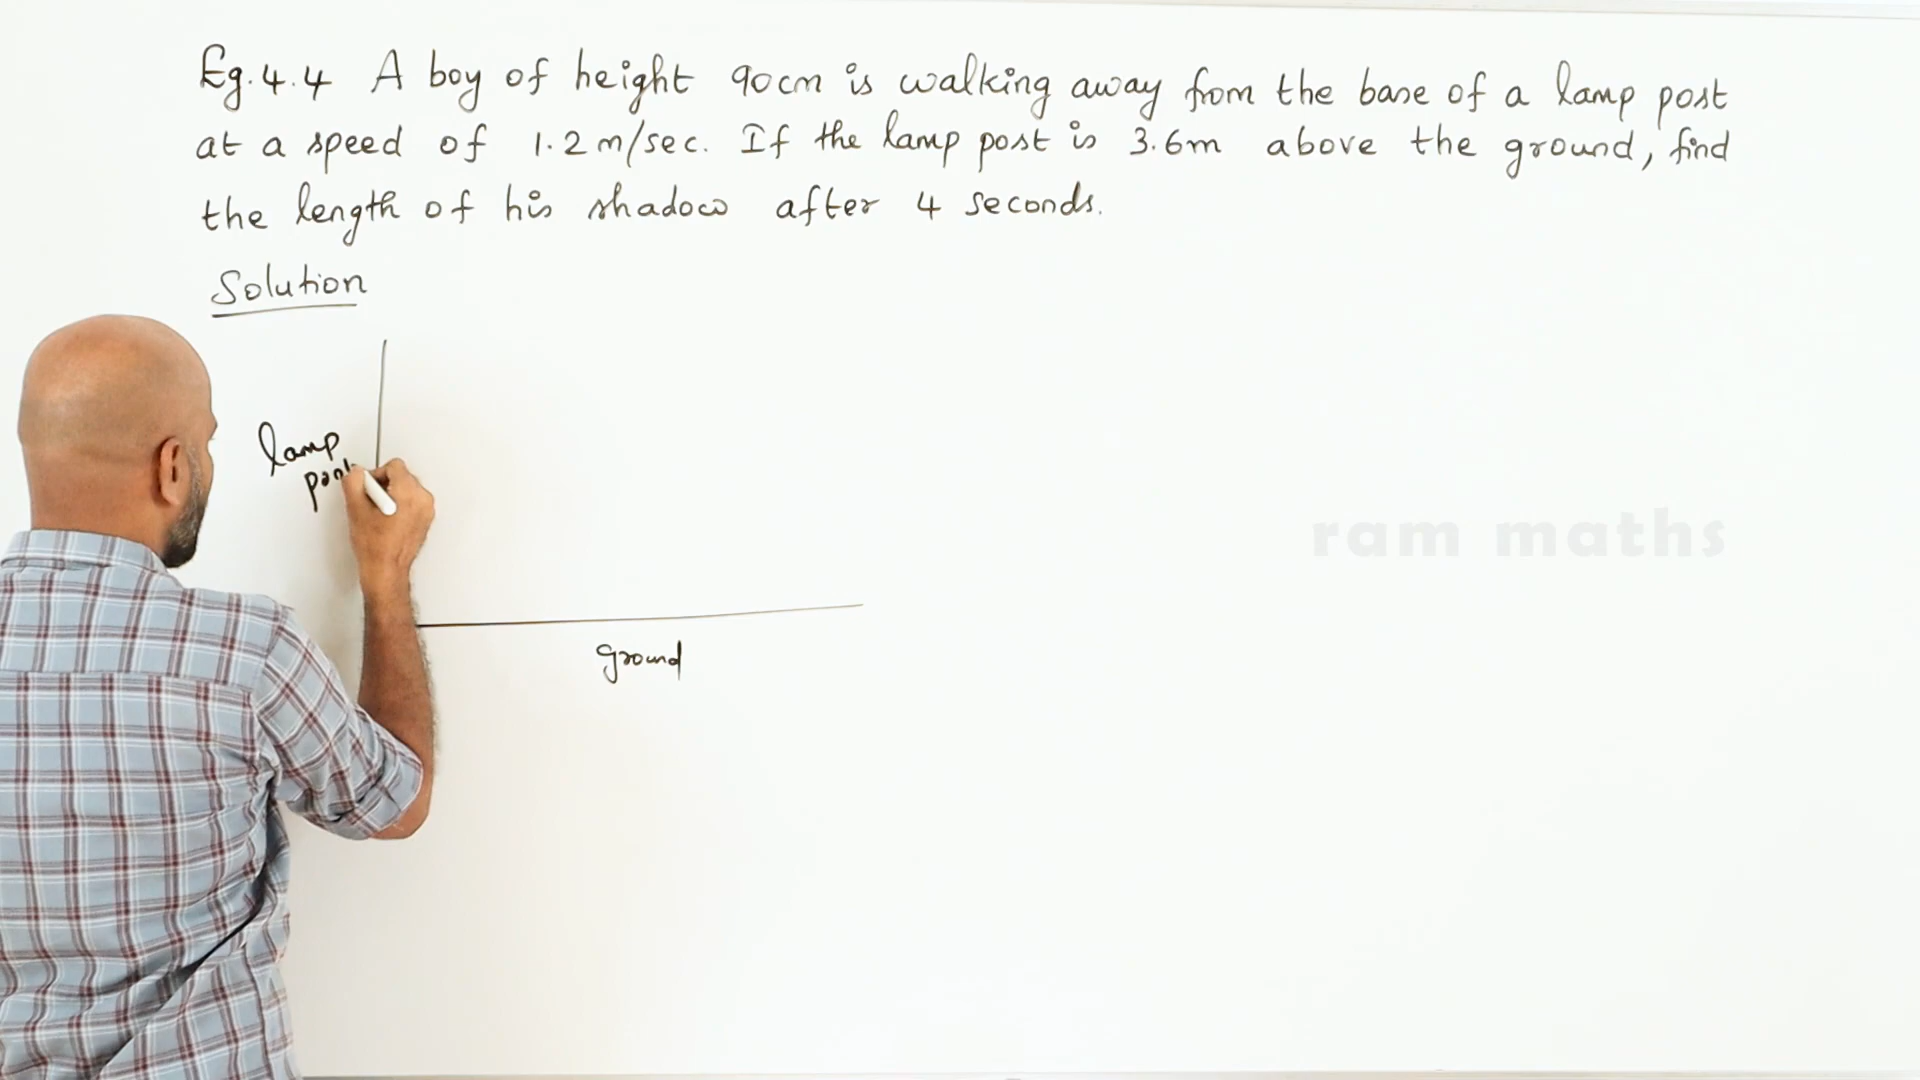 Eg.4.4 A boy of height 90cm is walking away from the base of a lamp post
at a speed of 1.2 m/sec. If the lamp post is 3.6m above the ground, find
the length of his shadow after 4 seconds.
Solution
lamp
ground
ram maths